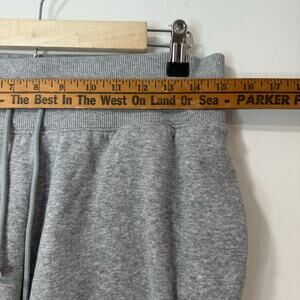 7 8 9 10 11 12 13 14 15 16 17 18
- The Best In The West On Land Or Sea - PARKER F